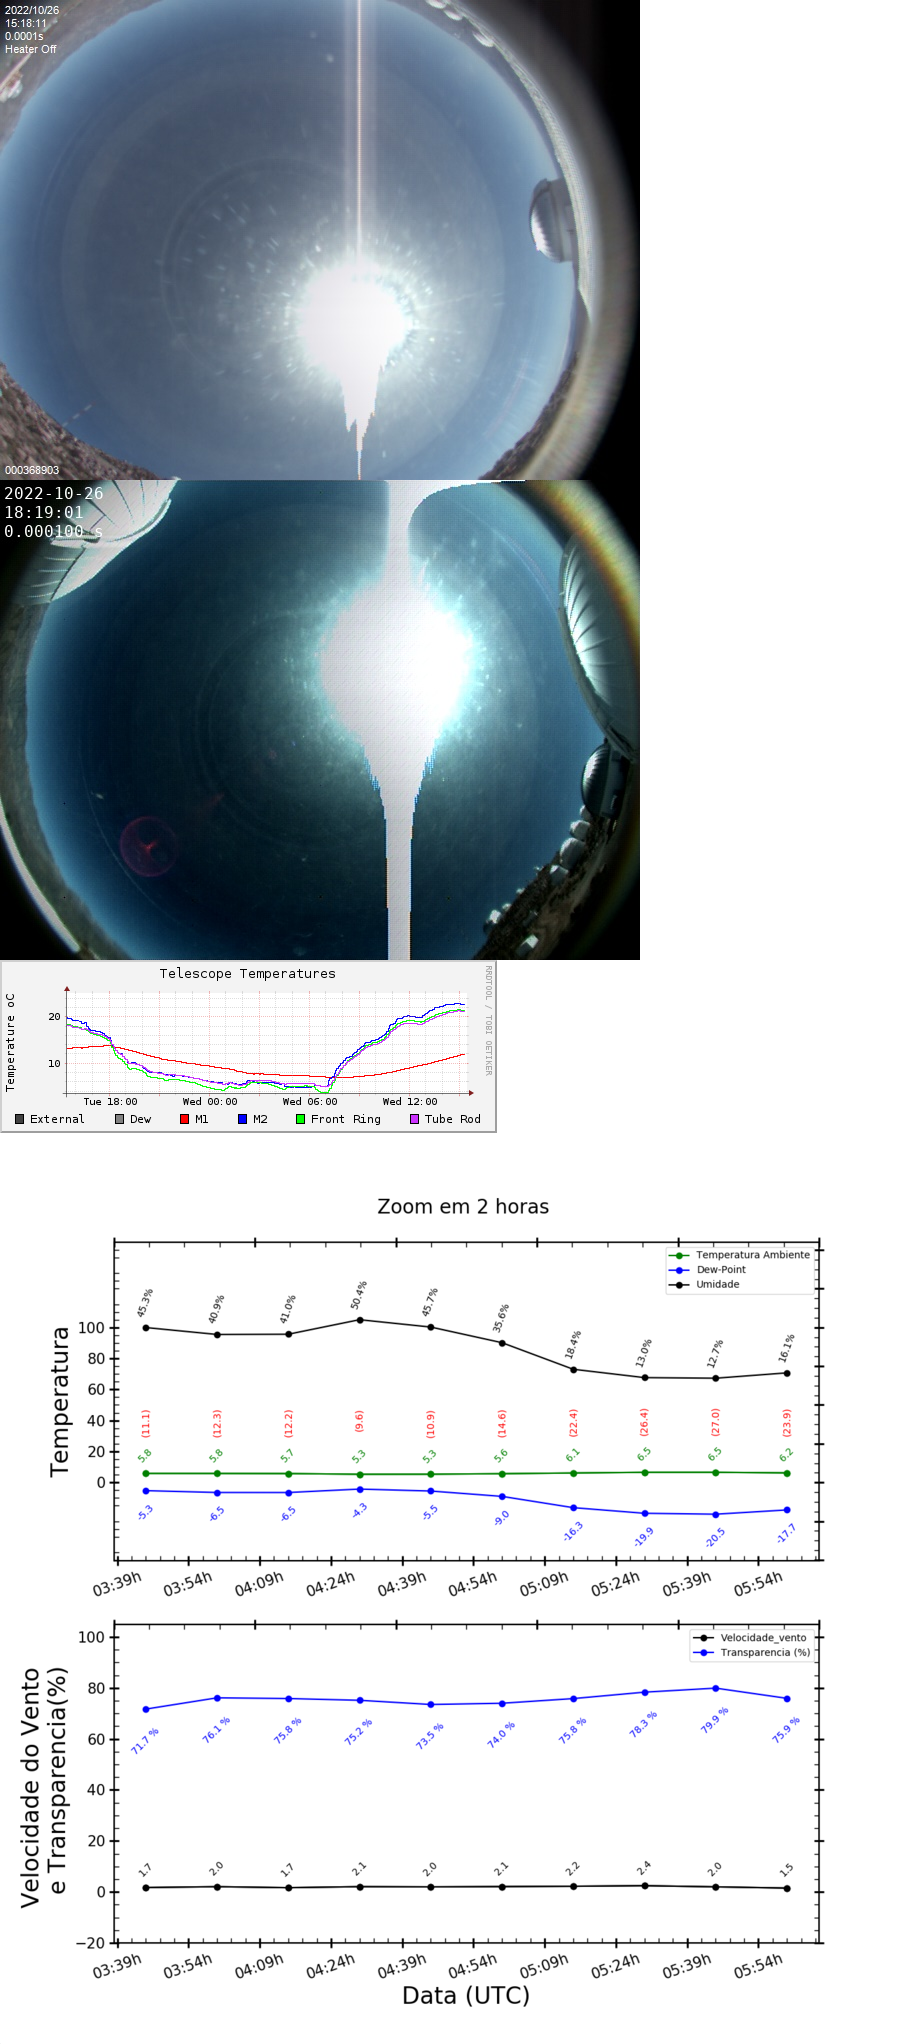 2022/10/26
15:18:11
0.0001s
Heater Off
000368903
2022-10-26
18:19:01
0.000100 s
Telescope Temperatures
Temperature oC
RRDTOOL / TOBI OETIKER
20
10
Tue 18:00 Wed 00:00 Wed 06:00 Wed 12:00
External Dew M1 M2 Front Ring Tube Rod
Zoom em 2 horas
Temperatura
Temperatura Ambiente
Dew-Point
Umidade
100
80
60
40
20
0
45.3% 40.9% 41.0% 50.4% 45.7% 35.6% 18.4% 13.0% 12.7% 16.1%
(11.1) (12.3) (12.2) (9.6) (10.9) (14.6) (22.4) (26.4) (27.0) (23.9)
5.8 5.8 5.7 5.3 5.3 5.6 6.1 6.5 6.5 6.2
-5.3 -6.5 -6.5 -4.3 -5.5 -9.0 -16.3 -19.9 -20.5 -17.7
03:39h 03:54h 04:09h 04:24h 04:39h 04:54h 05:09h 05:24h 05:39h 05:54h
Velocidade do Vento
e Transparencia(%)
Velocidade_vento
Transparencia (%)
100
80
60
40
20
0
−20
71.7 % 76.1 % 75.8 % 75.2 % 73.5 % 74.0 % 75.8 % 78.3 % 79.9 % 75.9 %
1.7 2.0 1.7 2.1 2.0 2.1 2.2 2.4 2.0 1.5
03:39h 03:54h 04:09h 04:24h 04:39h 04:54h 05:09h 05:24h 05:39h 05:54h
Data (UTC)